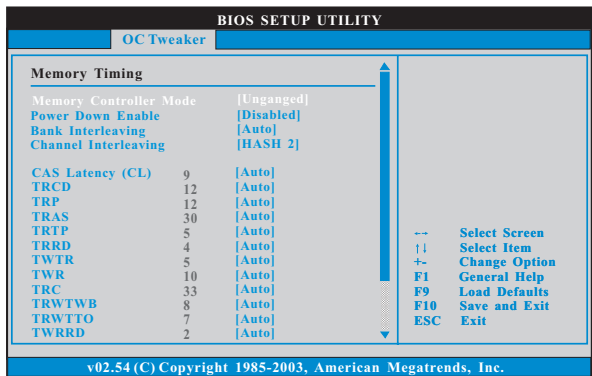 BIOS SETUP UTILITY
OC Tweaker
Memory Timing
Memory Controller Mode [Unganged]
Power Down Enable [Disabled]
Bank Interleaving [Auto]
Channel Interleaving [HASH 2]
CAS Latency (CL) 9 [Auto]
TRCD 12 [Auto]
TRP 12 [Auto]
TRAS 30 [Auto]
TRTP 5 [Auto]
TRRD 4 [Auto]
TWTR 5 [Auto]
TWR 10 [Auto]
TRC 33 [Auto]
TRWTWB 8 [Auto]
TRWTTO 7 [Auto]
TWRRD 2 [Auto]
←→ Select Screen
↑↓ Select Item
+- Change Option
F1 General Help
F9 Load Defaults
F10 Save and Exit
ESC Exit
v02.54 (C) Copyright 1985-2003, American Megatrends, Inc.